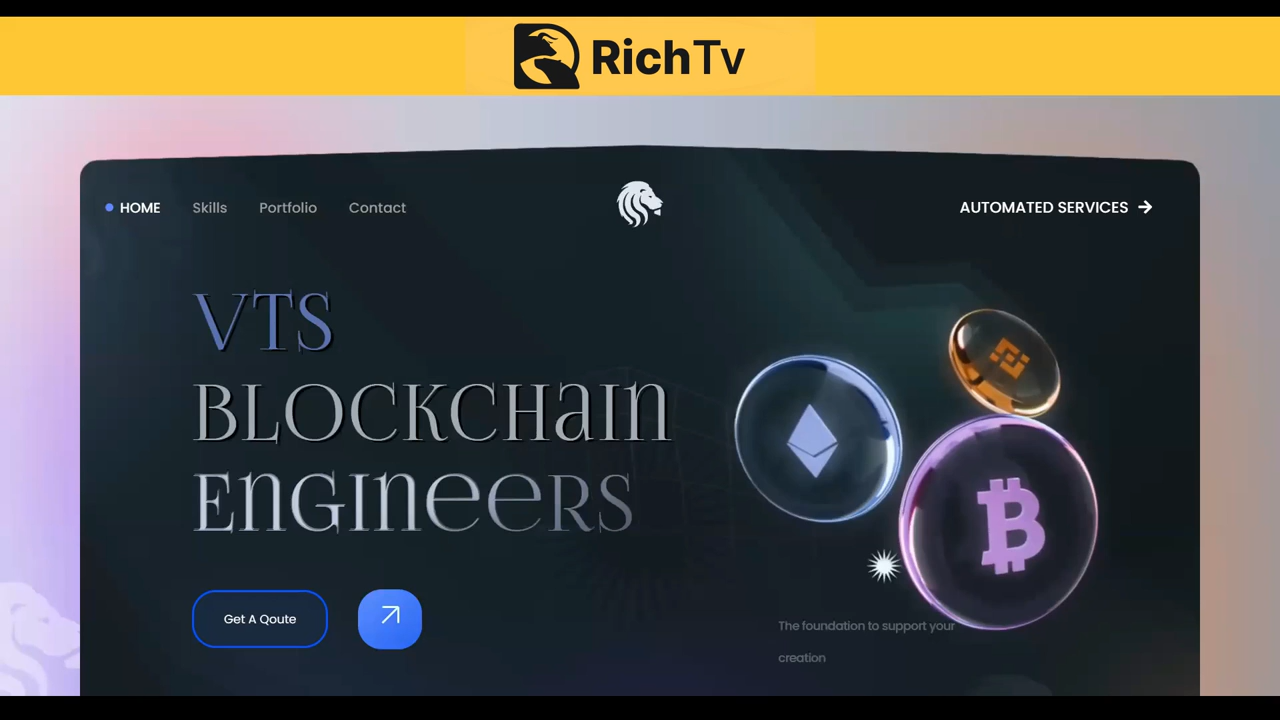 RichTv
HOME Skills Portfolio Contact AUTOMATED SERVICES
VTS
BLOCKCHain
EnGIneeRS
Get A Qoute
The foundation to support your
creation